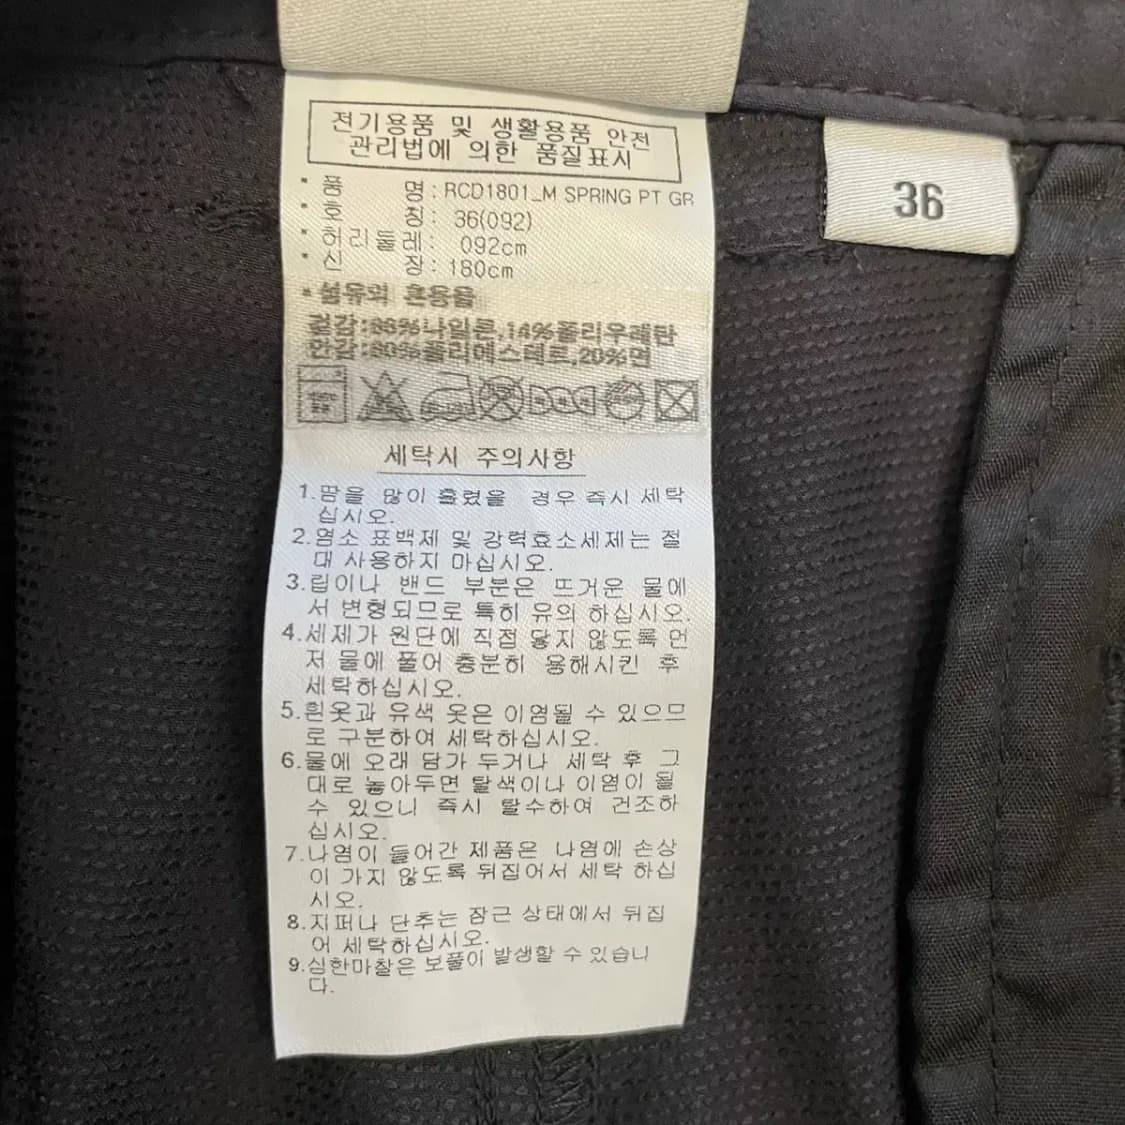 전기용품 및 생활용품 안전
관리법에 의한 품질표시
* 품 명 : RCD1801_M SPRING PT GR
* 호 칭 : 36(092)
* 허리둘레 : 092cm
* 신 장 : 180cm
* 섬유의 혼용율
겉감:86%나일론,14%폴리우레탄
안감:80%폴리에스테르,20%면
세탁시 주의사항
1.땀을 많이 흘렸을 경우 즉시 세탁
십시오.
2.염소 표백제 및 강력효소세제는 절
대 사용하지 마십시오.
3.립이나 밴드 부분은 뜨거운 물에
서 변형되므로 특히 유의 하십시오.
4.세제가 원단에 직접 닿지 않도록 먼
저 물에 풀어 충분히 용해시킨 후
세탁하십시오.
5.흰옷과 유색 옷은 이염될 수 있으므
로 구분하여 세탁하십시오.
6.물에 오래 담가 두거나 세탁 후 그
대로 놓아두면 탈색이나 이염이 될
수 있으니 즉시 탈수하여 건조하
십시오.
7.나염이 들어간 제품은 나염에 손상
이 가지 않도록 뒤집어서 세탁 하십
시오.
8.지퍼나 단추는 잠근 상태에서 뒤집
어 세탁하십시오.
9.심한마찰은 보풀이 발생할 수 있습니
다.
36